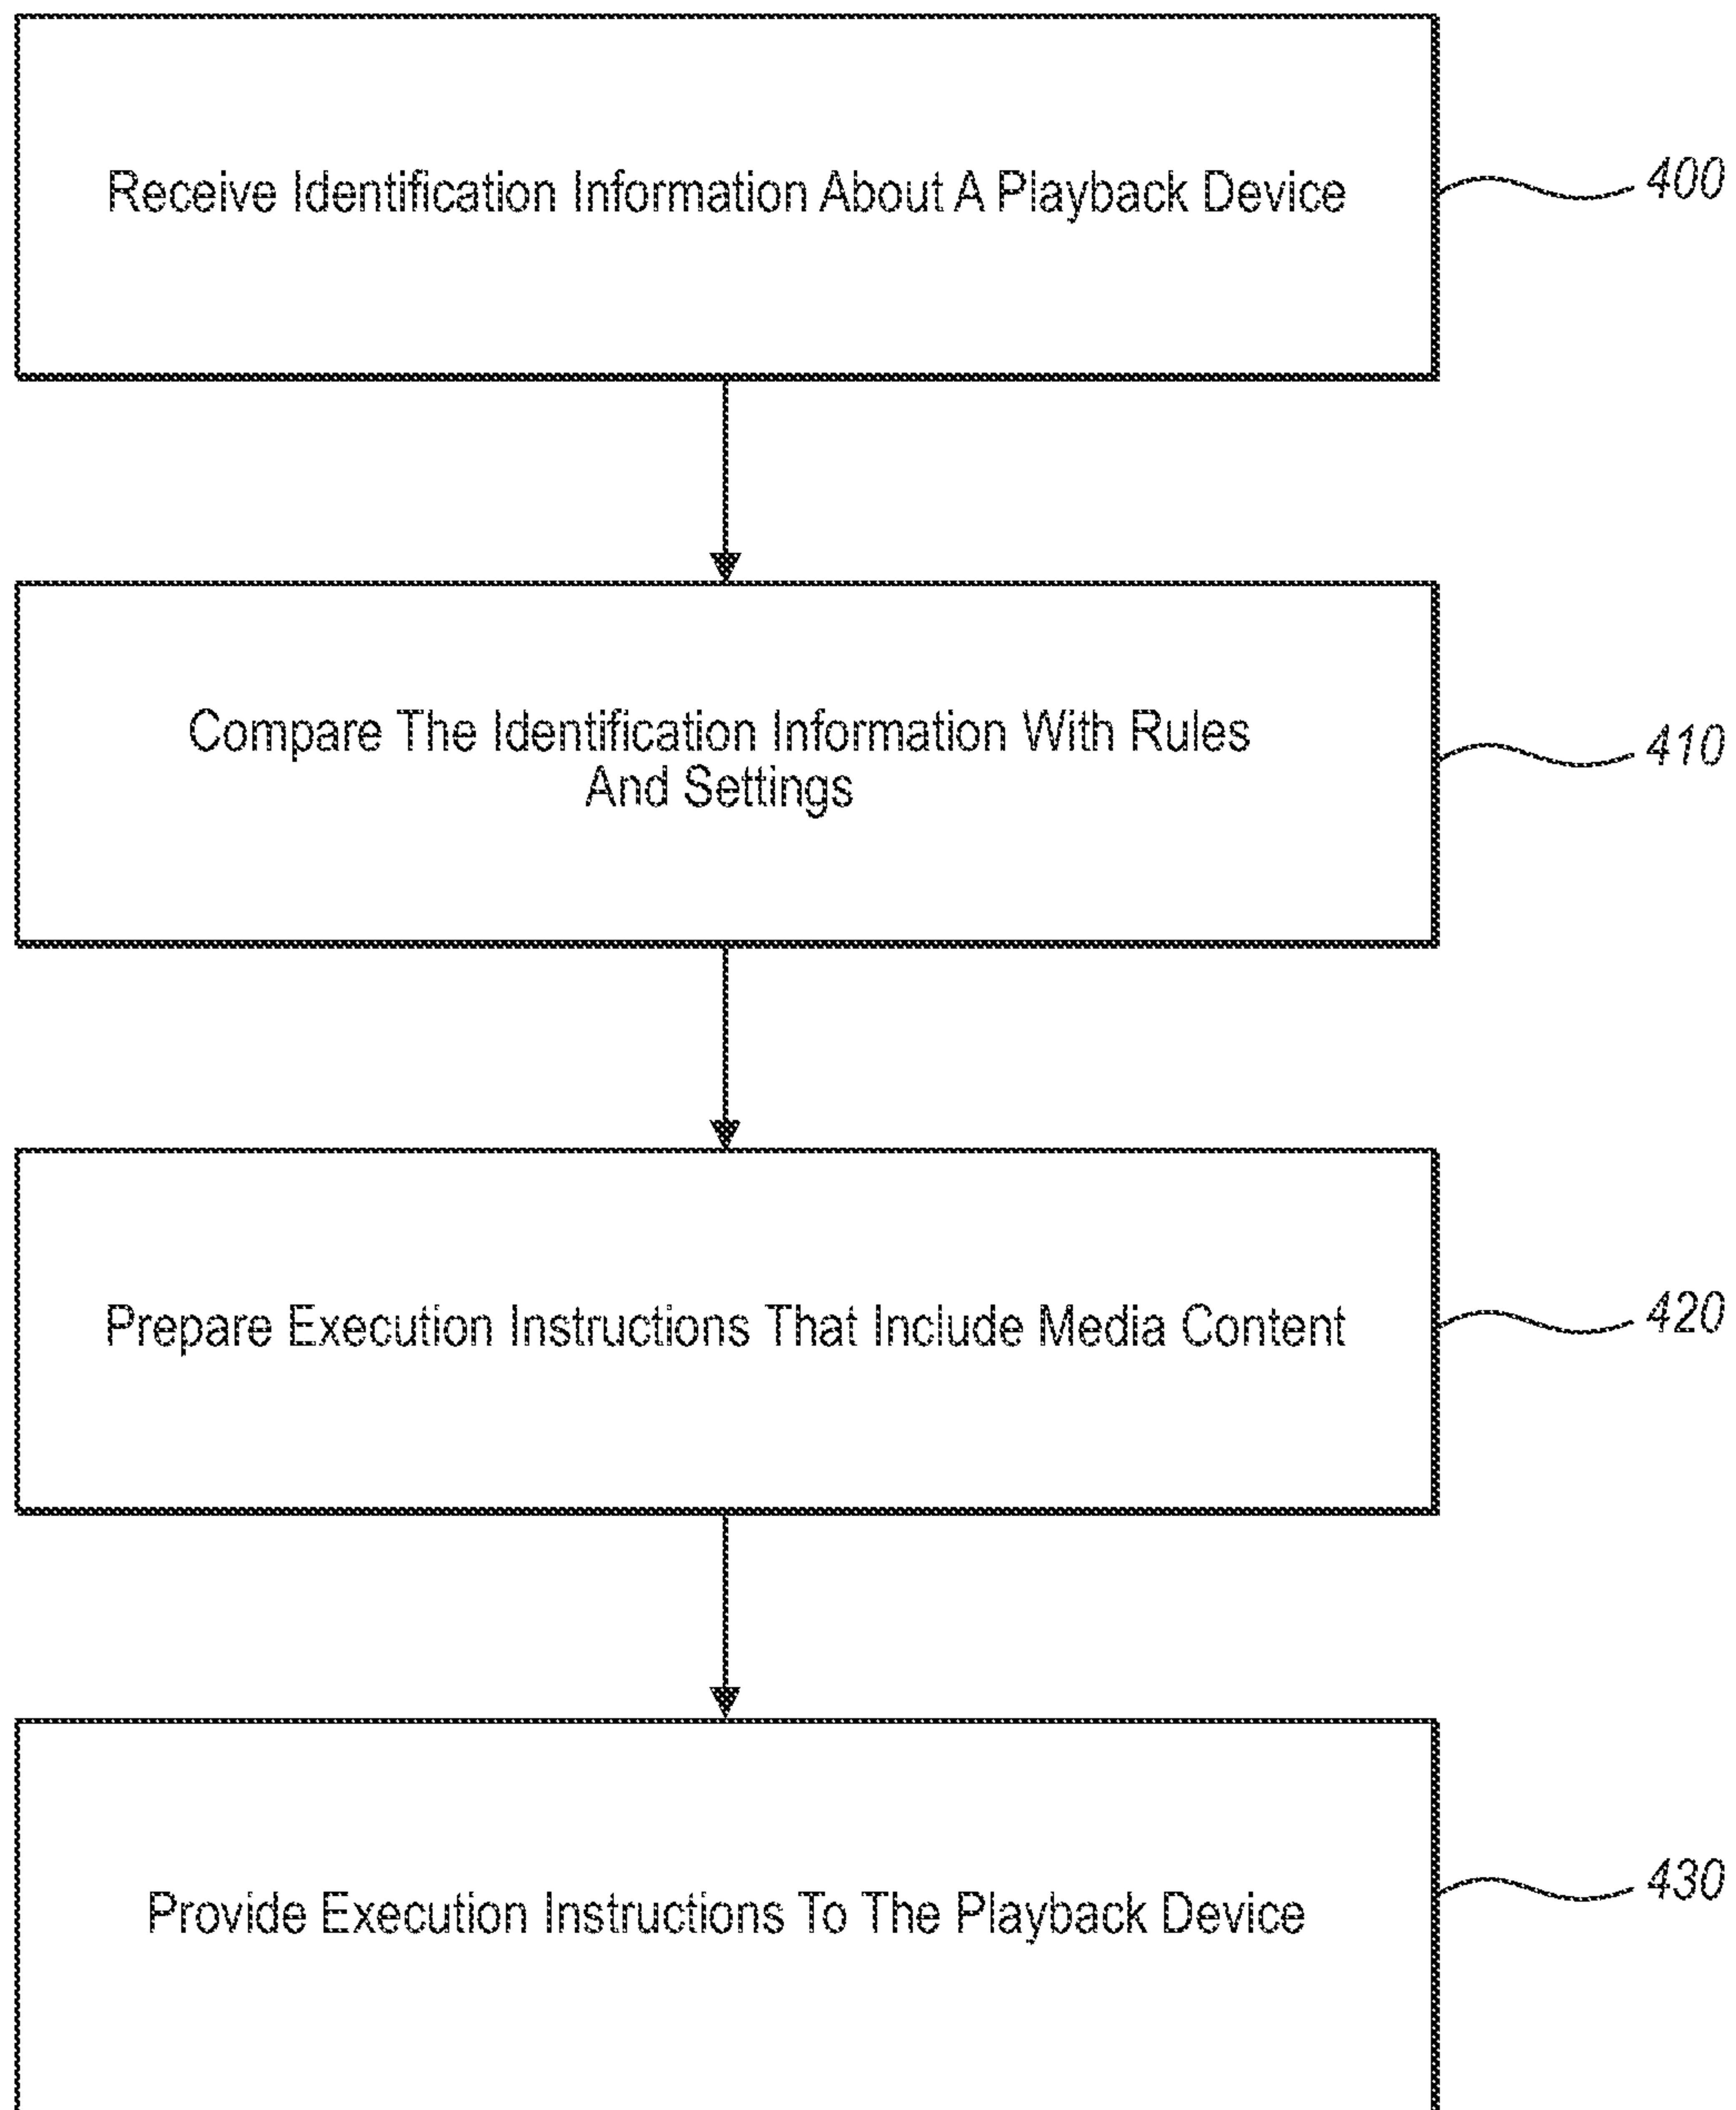 Receive Identification Information About A Playback Device
400
Compare The Identification Information With Rules
And Settings
410
Prepare Execution Instructions That Include Media Content
420
Provide Execution Instructions To The Playback Device
430